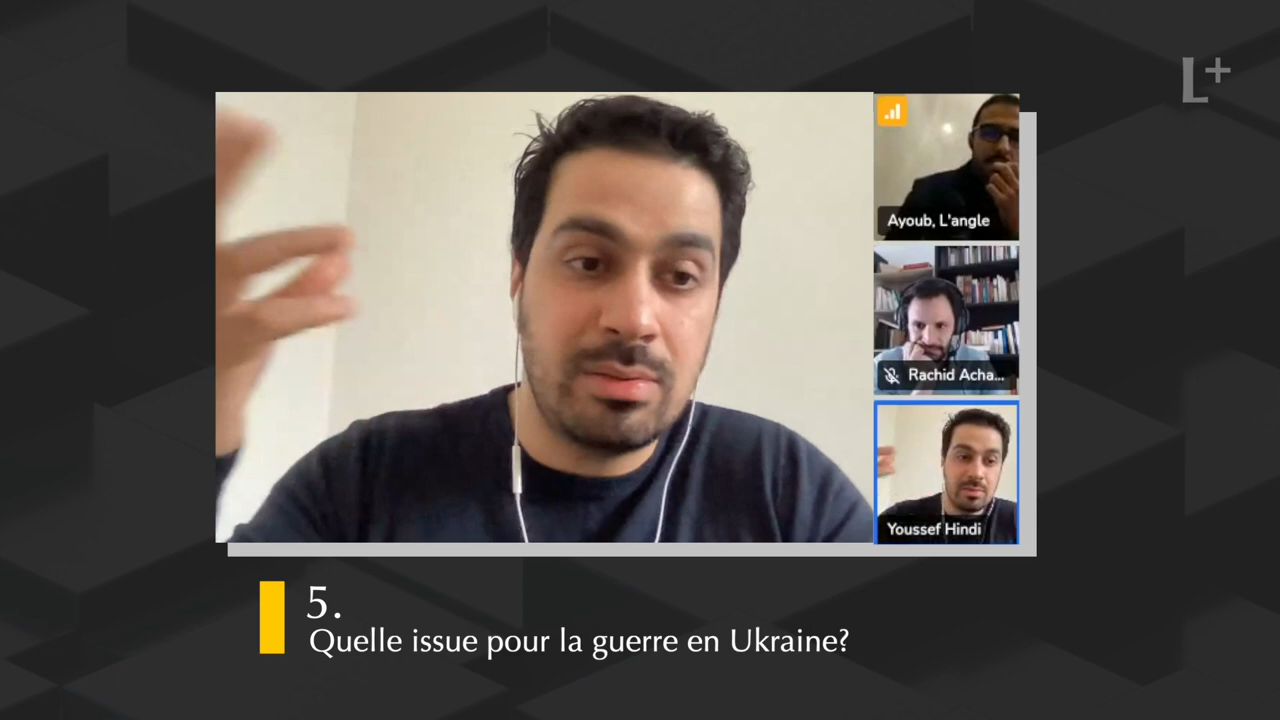 L+
Ayoub, L'angle
Rachid Acha...
Youssef Hindi
5.
Quelle issue pour la guerre en Ukraine?